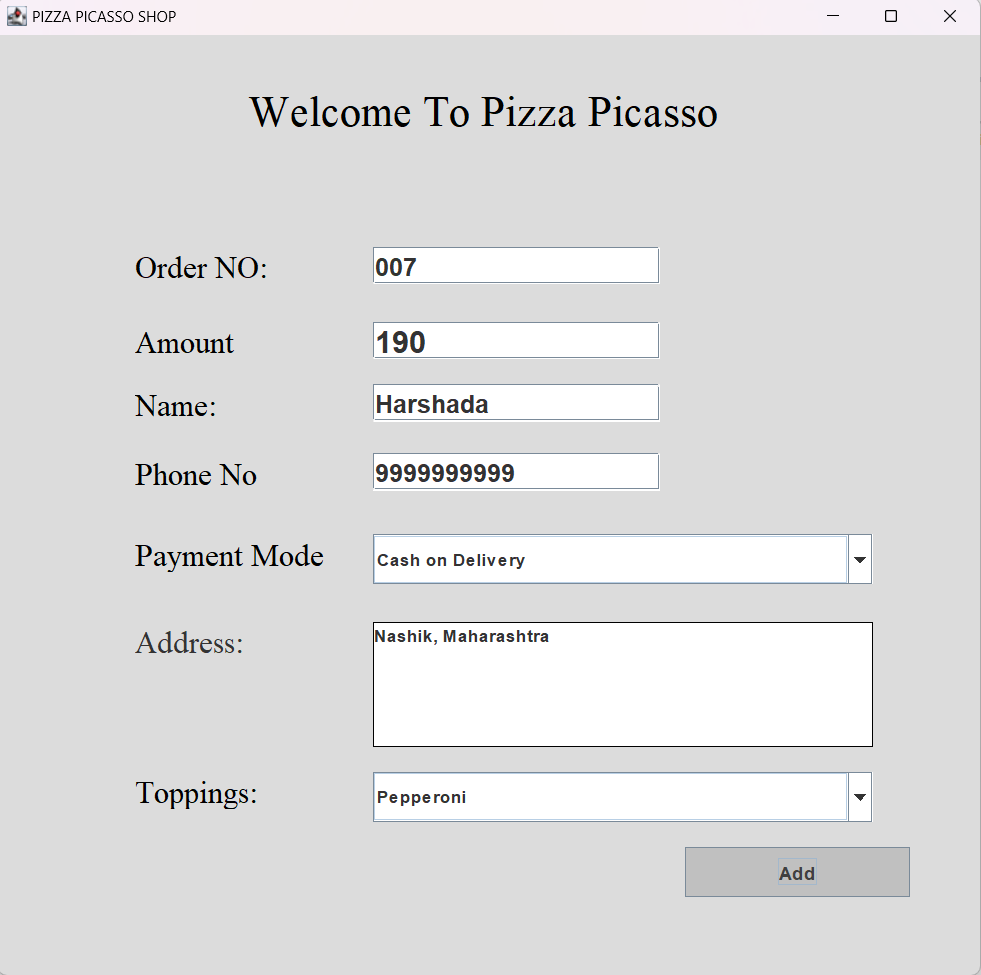 PIZZA PICASSO SHOP
Welcome To Pizza Picasso
Order NO: 007
Amount 190
Name: Harshada
Phone No 9999999999
Payment Mode Cash on Delivery
Address: Nashik, Maharashtra
Toppings: Pepperoni
Add